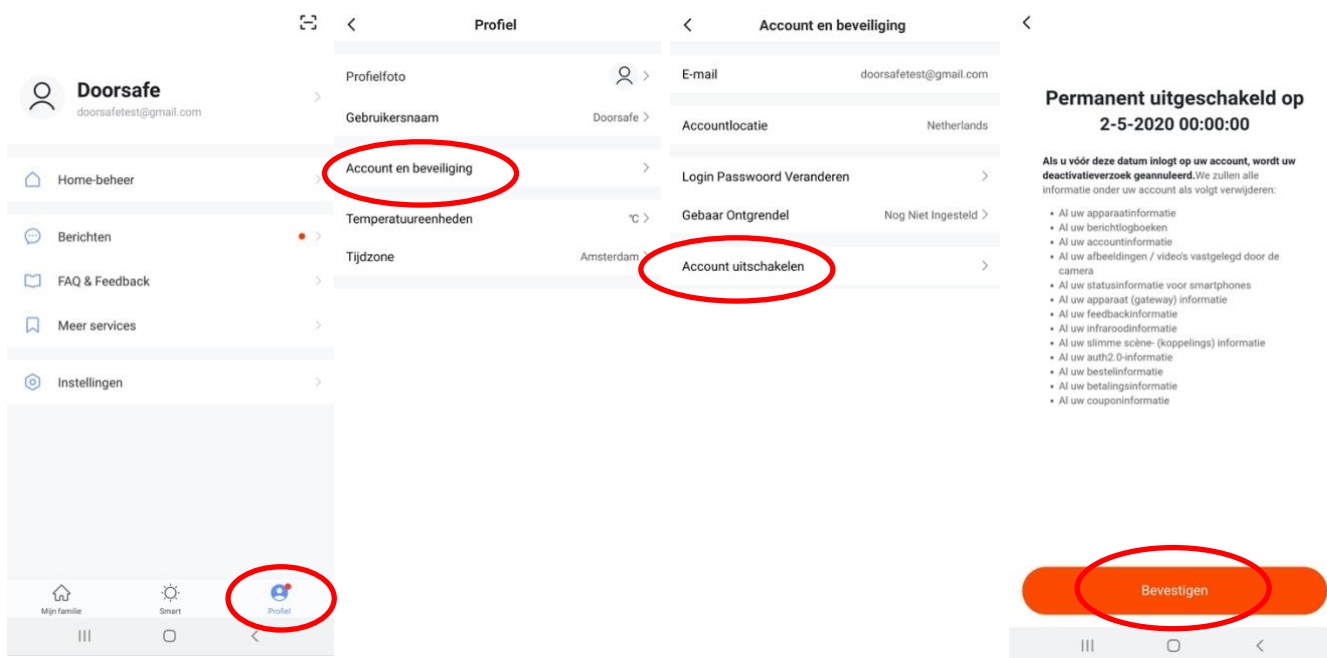 Doorsafe
doorsafetest@gmail.com
Home-beheer
Berichten
FAQ & Feedback
Meer services
Instellingen
Mijn familie
Smart
Profiel
Profiel
Profielfoto
Gebruikersnaam
Doorsafe
Account en beveiliging
Temperatuureenheden
°C
Tijdzone
Amsterdam
Account en beveiliging
E-mail
doorsafetest@gmail.com
Accountlocatie
Netherlands
Login Passwoord Veranderen
Gebaar Ontgrendel
Nog Niet Ingesteld
Account uitschakelen
Permanent uitgeschakeld op
2-5-2020 00:00:00
Als u vóór deze datum inlogt op uw account, wordt uw
deactivatieverzoek geannuleerd.We zullen alle
informatie onder uw account als volgt verwijderen:
• Al uw apparaatinformatie
• Al uw berichtlogboeken
• Al uw accountinformatie
• Al uw afbeeldingen / video's vastgelegd door de
camera
• Al uw statusinformatie voor smartphones
• Al uw apparaat (gateway) informatie
• Al uw feedbackinformatie
• Al uw infraroodinformatie
• Al uw slimme scène- (koppelings) informatie
• Al uw auth2.0-informatie
• Al uw bestelinformatie
• Al uw betalingsinformatie
• Al uw couponinformatie
Bevestigen